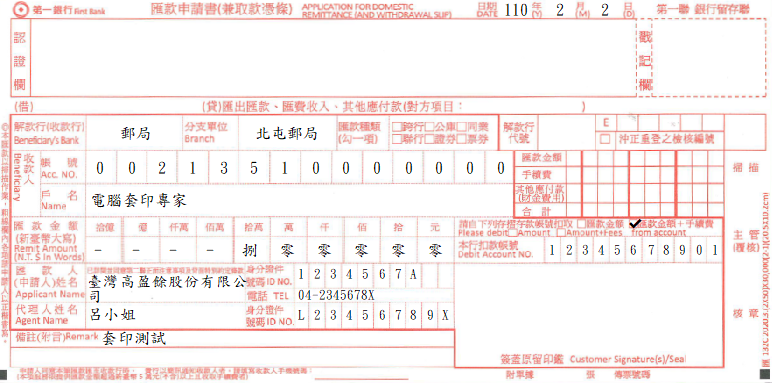 第一銀行 First Bank 匯款申請書(兼取款憑條) APPLICATION FOR DOMESTIC REMITTANCE (AND WITHDRAWAL SLIP) 日期 DATE 110 年(Y) 2 月(M) 2 日(D) 第一聯 銀行留存聯
認證欄 戳記欄
(借) (貸)匯出匯款、匯費收入、其他應付款(對方項目: )
解款行(收款行) Beneficiary's Bank 郵局 分支單位 Branch 北屯郵局 匯款種類 (勾一項) □跨行□公庫□同業 □聯行□證券□票券 解款行代號 E □ 沖正重登之檢核編號
收款人 Beneficiary 帳號 Acc. NO. 0 0 2 1 3 5 1 0 0 0 0 0 0 0 匯款金額
手續費
戶名 Name 電腦套印專家 其他應付款 (財金費用)
合計
掃描
匯款金額 (新臺幣大寫) Remit Amount (N.T. $ In Words) 拾億 億 仟萬 佰萬 拾萬 萬 仟 佰 拾 元
- - - - 捌 零 零 零 零 零
請自下列存摺存款帳號扣取 □匯款金額 ✓匯款金額+手續費
Please debit □Amount □Amount+Fees from account
本行扣款帳號 Debit Account NO. 1 2 3 4 5 6 7 8 9 0 1
主管 (覆核)
匯款人 (申請人)姓名 Applicant Name 臺灣高盈餘股份有限公司 身分證件號碼 ID NO. 1 2 3 4 5 6 7 A
電話 TEL 04-2345678X
代理人姓名 Agent Name 呂小姐 身分證件號碼 ID NO. L 2 3 4 5 6 7 8 9 X
核章
備註(附言)Remark 套印測試
簽盖原留印鑑 Customer Signature(s)/Seal
附單據 張 傳票號碼